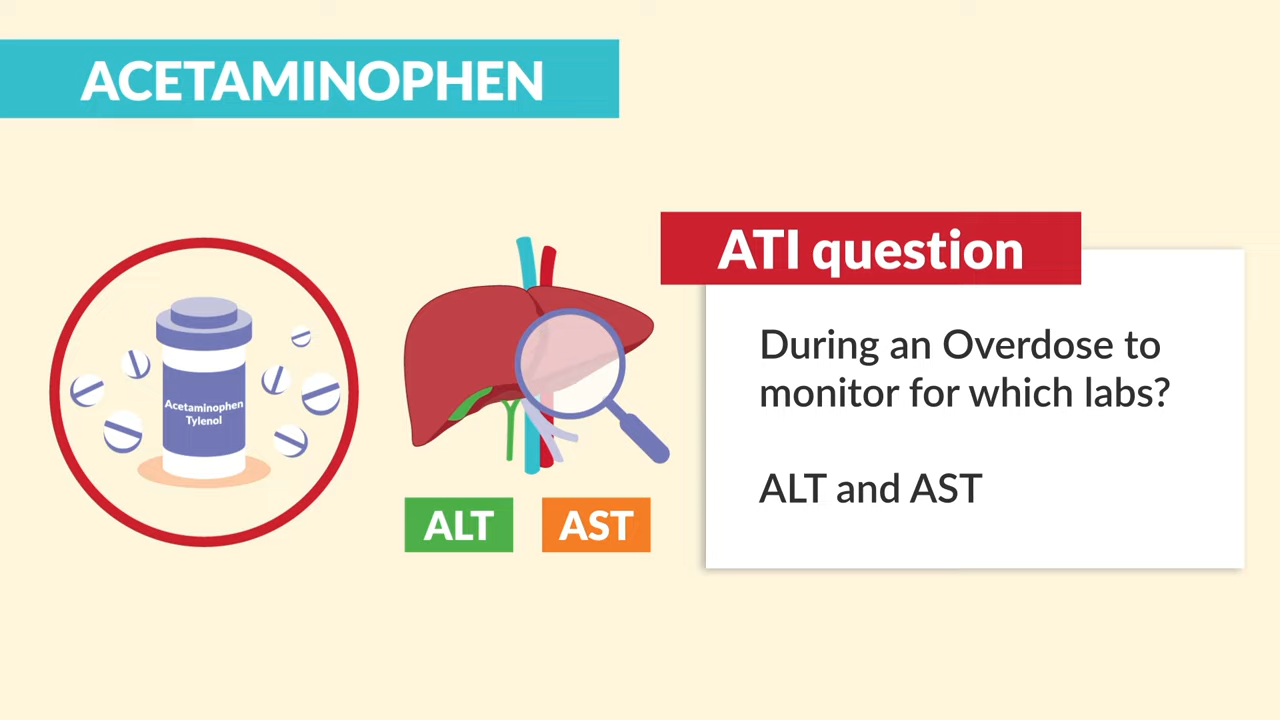 ACETAMINOPHEN
Acetaminophen
Tylenol
ALT
AST
ATI question
During an Overdose to
monitor for which labs?
ALT and AST